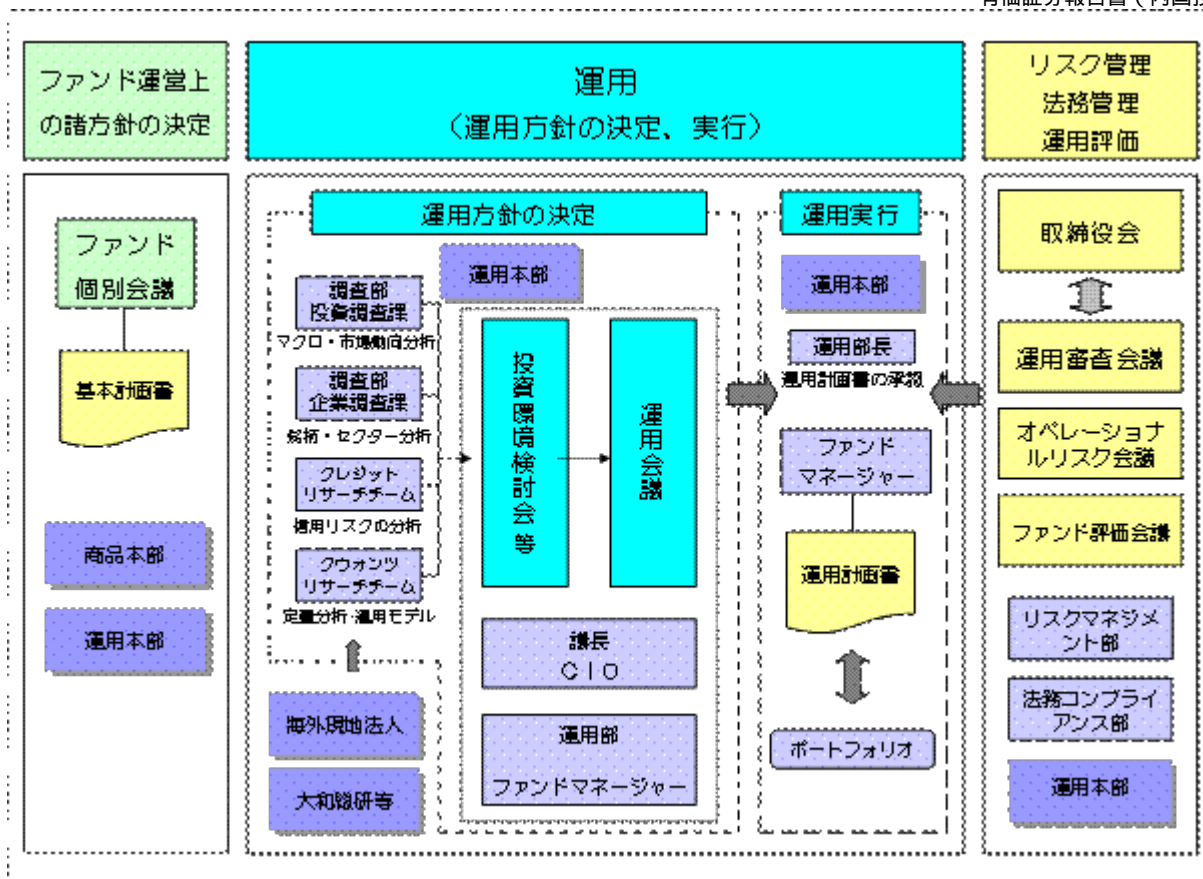 有価証券報告書(内国投
ファンド運営上
の諸方針の決定
運用
(運用方針の決定、実行)
リスク管理
法務管理
運用評価
ファンド
個別会議
基本計画書
商品本部
運用本部
運用方針の決定
運用本部
調査部
投資調査課
マクロ・市場動向分析
調査部
企業調査課
銘柄・セクター分析
クレジット
リサーチチーム
信用リスクの分析
クウォンツ
リサーチチーム
定量分析・運用モデル
海外現地法人
大和総研等
投資環境検討会等
運用会議
議長
CIO
運用部
ファンドマネージャー
運用実行
運用本部
運用部長
運用計画書の承認
ファンド
マネージャー
運用計画書
ポートフォリオ
取締役会
運用審査会議
オペレーショナ
ルリスク会議
ファンド評価会議
リスクマネジメ
ント部
法務コンプライ
アンス部
運用本部